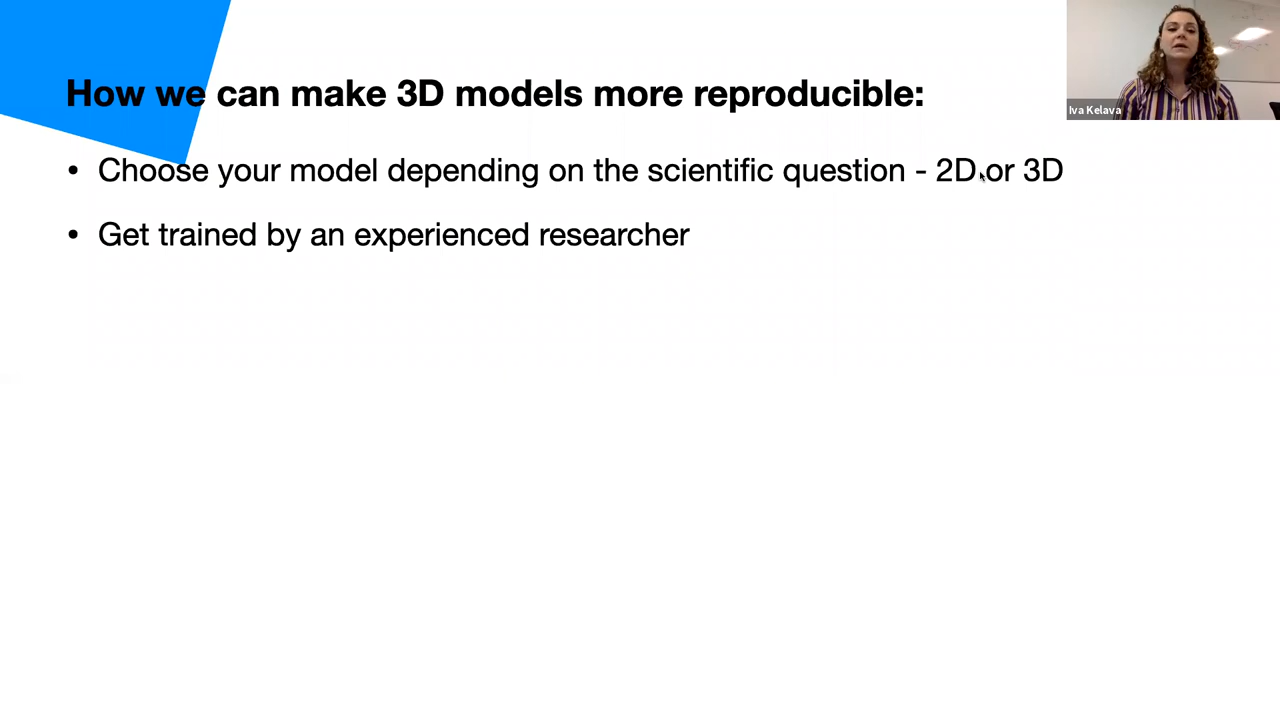 How we can make 3D models more reproducible:
• Choose your model depending on the scientific question - 2D or 3D
• Get trained by an experienced researcher
Iva Kelava